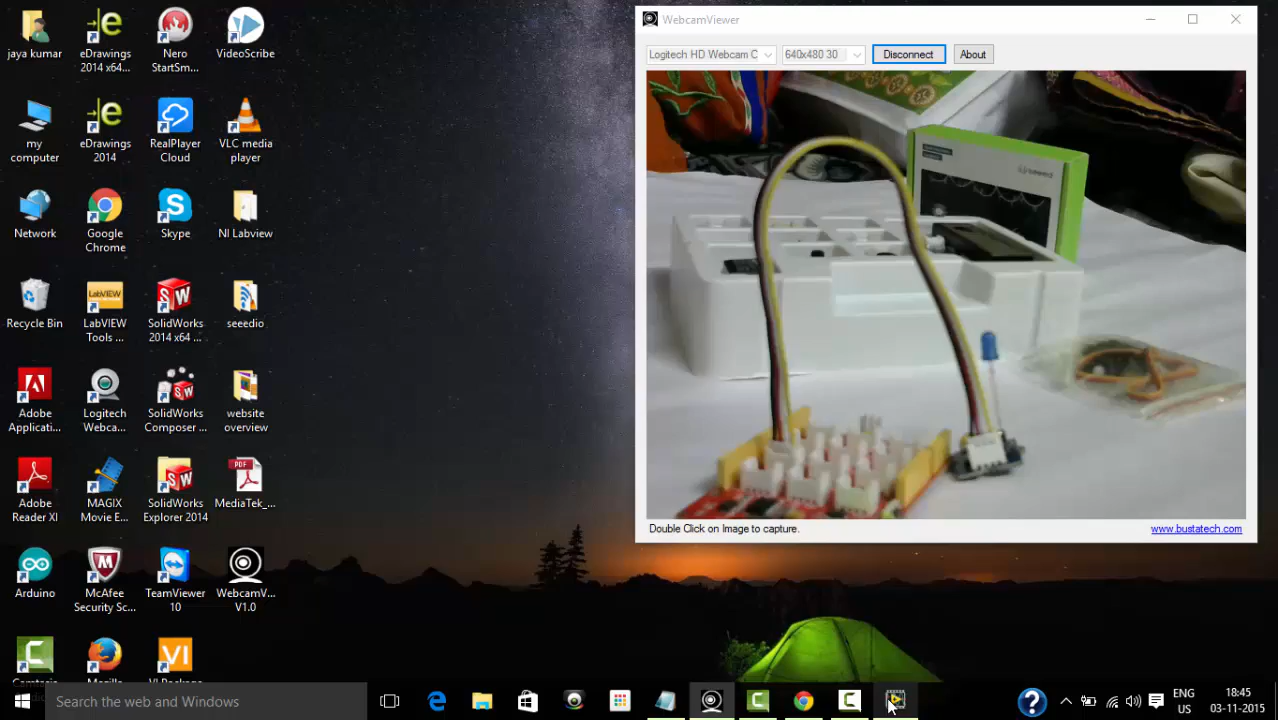 jaya kumar
eDrawings
2014 x64...
Nero
StartSm...
VideoScribe
my
computer
eDrawings
2014
RealPlayer
Cloud
VLC media
player
Network
Google
Chrome
Skype
NI Labview
Recycle Bin
LabVIEW
LabVIEW
Tools ...
SolidWorks
2014 x64 ...
seeedio
Adobe
Applicati...
Logitech
Webca...
SolidWorks
Composer ...
website
overview
Adobe
Reader XI
MAGIX
Movie E...
SolidWorks
Explorer 2014
PDF
MediaTek_...
Arduino
McAfee
Security Sc...
TeamViewer
10
WebcamV...
V1.0
VI
WebcamViewer
Logitech HD Webcam C
640x480 30
Disconnect
About
Double Click on Image to capture.
www.bustatech.com
Search the web and Windows
ENG
US
18:45
03-11-2015